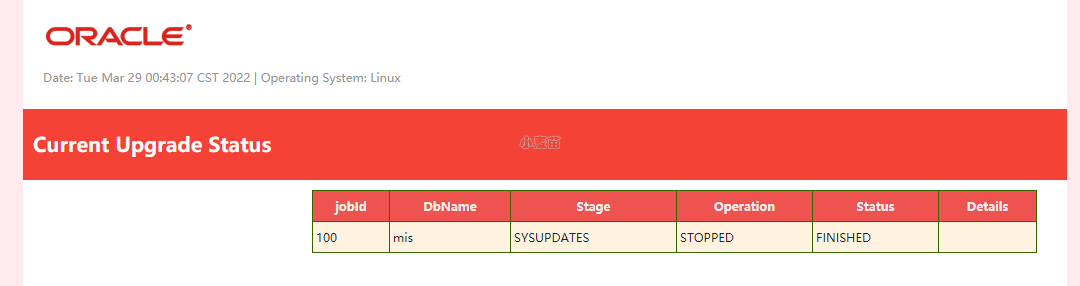 ORACLE®
Date: Tue Mar 29 00:43:07 CST 2022 | Operating System: Linux
Current Upgrade Status
小麦苗
jobId DbName Stage Operation Status Details
100 mis SYSUPDATES STOPPED FINISHED